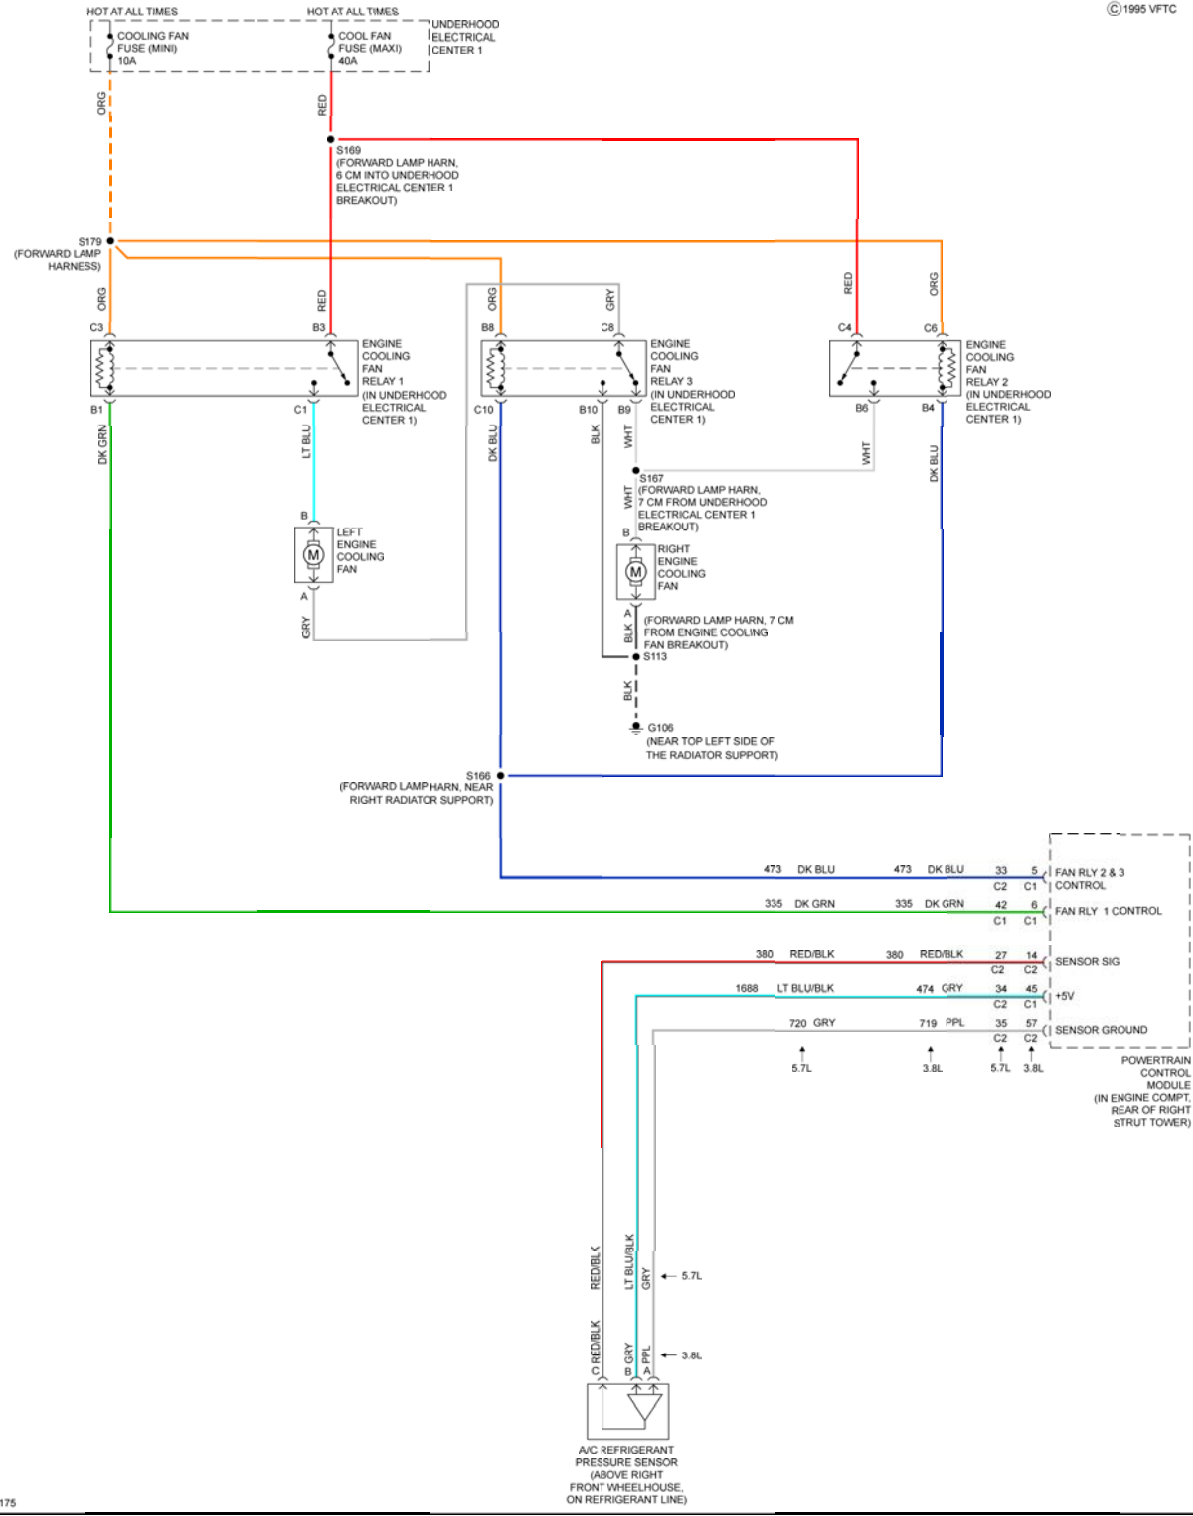 HOT AT ALL TIMES
HOT AT ALL TIMES
© 1995 VFTC
COOLING FAN
FUSE (MINI)
10A
COOL FAN
FUSE (MAXI)
40A
UNDERHOOD
ELECTRICAL
CENTER 1
ORG
RED
S169
(FORWARD LAMP HARN,
6 CM INTO UNDERHOOD
ELECTRICAL CENTER 1
BREAKOUT)
S179
(FORWARD LAMP
HARNESS)
ORG
RED
ORG
GRY
RED
ORG
C3
B3
B8
C8
C4
C6
ENGINE
COOLING
FAN
RELAY 1
(IN UNDERHOOD
ELECTRICAL
CENTER 1)
ENGINE
COOLING
FAN
RELAY 3
(IN UNDERHOOD
ELECTRICAL
CENTER 1)
ENGINE
COOLING
FAN
RELAY 2
(IN UNDERHOOD
ELECTRICAL
CENTER 1)
B1
C1
C10
B10
B9
B6
B4
DK GRN
LT BLU
DK BLU
BLK
WHT
WHT
DK BLU
S167
(FORWARD LAMP HARN,
7 CM FROM UNDERHOOD
ELECTRICAL CENTER 1
BREAKOUT)
WHT
B
B
M
LEFT
ENGINE
COOLING
FAN
M
RIGHT
ENGINE
COOLING
FAN
A
A
GRY
BLK
(FORWARD LAMP HARN, 7 CM
FROM ENGINE COOLING
FAN BREAKOUT)
S113
BLK
G106
(NEAR TOP LEFT SIDE OF
THE RADIATOR SUPPORT)
S166
(FORWARD LAMP HARN, NEAR
RIGHT RADIATOR SUPPORT)
473 DK BLU 473 DK BLU 33 5 FAN RLY 2 & 3
C2 C1 CONTROL
335 DK GRN 335 DK GRN 42 6 FAN RLY 1 CONTROL
C1 C1
380 RED/BLK 380 RED/BLK 27 14 SENSOR SIG
C2 C2
1688 LT BLU/BLK 474 GRY 34 45 +5V
C2 C1
720 GRY 719 PPL 35 57 SENSOR GROUND
C2 C2
5.7L 3.8L 5.7L 3.8L
POWERTRAIN
CONTROL
MODULE
(IN ENGINE COMPT,
REAR OF RIGHT
STRUT TOWER)
RED/BLK
LT BLU/BLK
GRY
5.7L
RED/BLK
GRY
PPL
3.8L
C
B
A
A/C REFRIGERANT
PRESSURE SENSOR
(ABOVE RIGHT
FRONT WHEELHOUSE,
ON REFRIGERANT LINE)
175